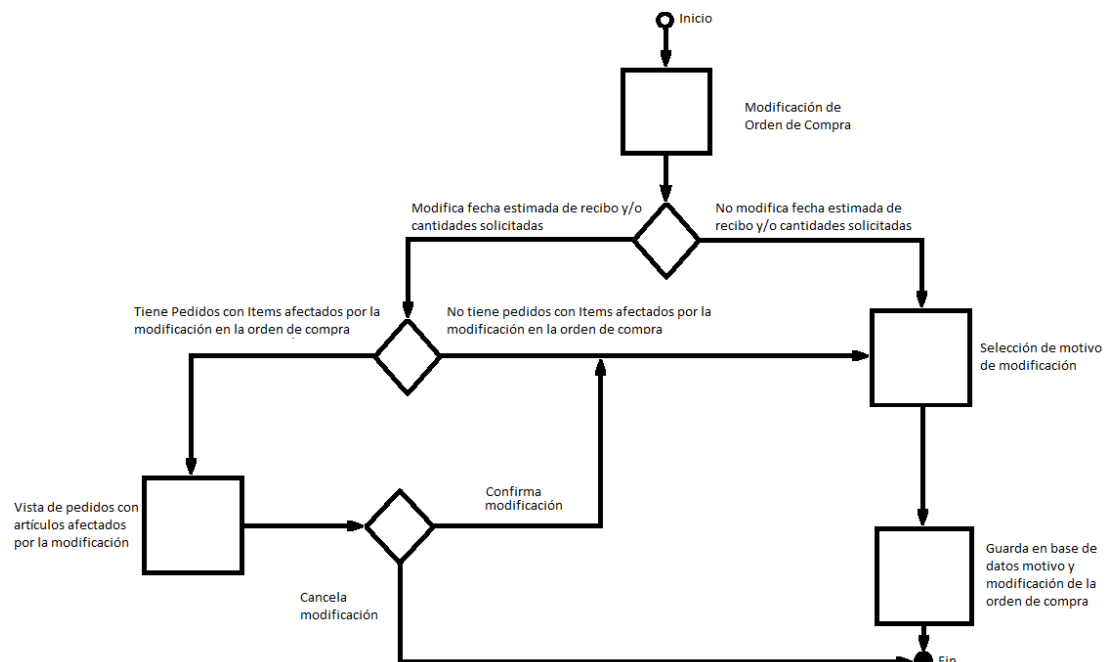 Inicio
Modificación de
Orden de Compra
Modifica fecha estimada de recibo y/o
cantidades solicitadas
No modifica fecha estimada de
recibo y/o cantidades solicitadas
Tiene Pedidos con Items afectados por la
modificación en la orden de compra
No tiene pedidos con Items afectados por la
modificación en la orden de compra
Selección de motivo
de modificación
Vista de pedidos con
artículos afectados
por la modificación
Confirma
modificación
Guarda en base de
datos motivo y
modificación de la
orden de compra
Cancela
modificación
Fin